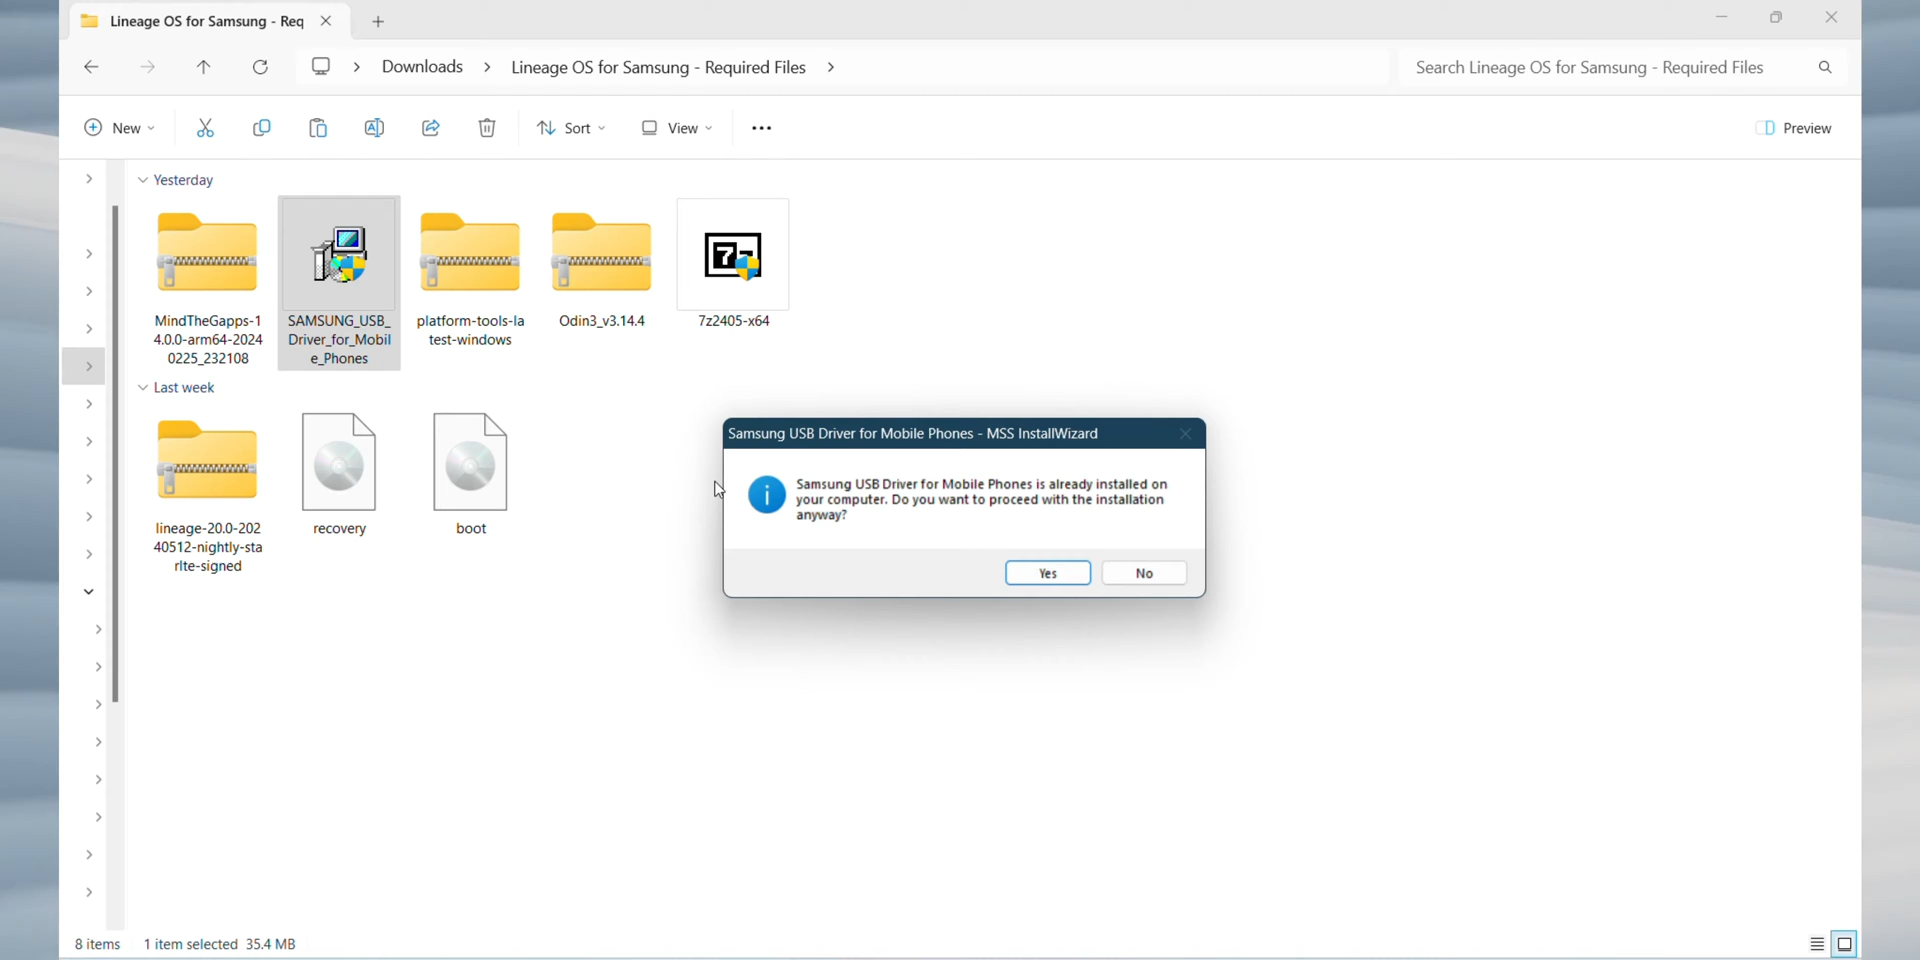 Lineage OS for Samsung - Req
Downloads
Lineage OS for Samsung - Required Files
Search Lineage OS for Samsung - Required Files
New
Sort
View
Preview
Yesterday
MindTheGapps-1
4.0.0-arm64-2024
0225_232108
SAMSUNG_USB_
Driver_for_Mobil
e_Phones
platform-tools-la
test-windows
Odin3_v3.14.4
7z2405-x64
Last week
lineage-20.0-202
40512-nightly-sta
rlte-signed
recovery
boot
Samsung USB Driver for Mobile Phones - MSS InstallWizard
Samsung USB Driver for Mobile Phones is already installed on
your computer. Do you want to proceed with the installation
anyway?
Yes
No
8 items
1 item selected 35.4 MB